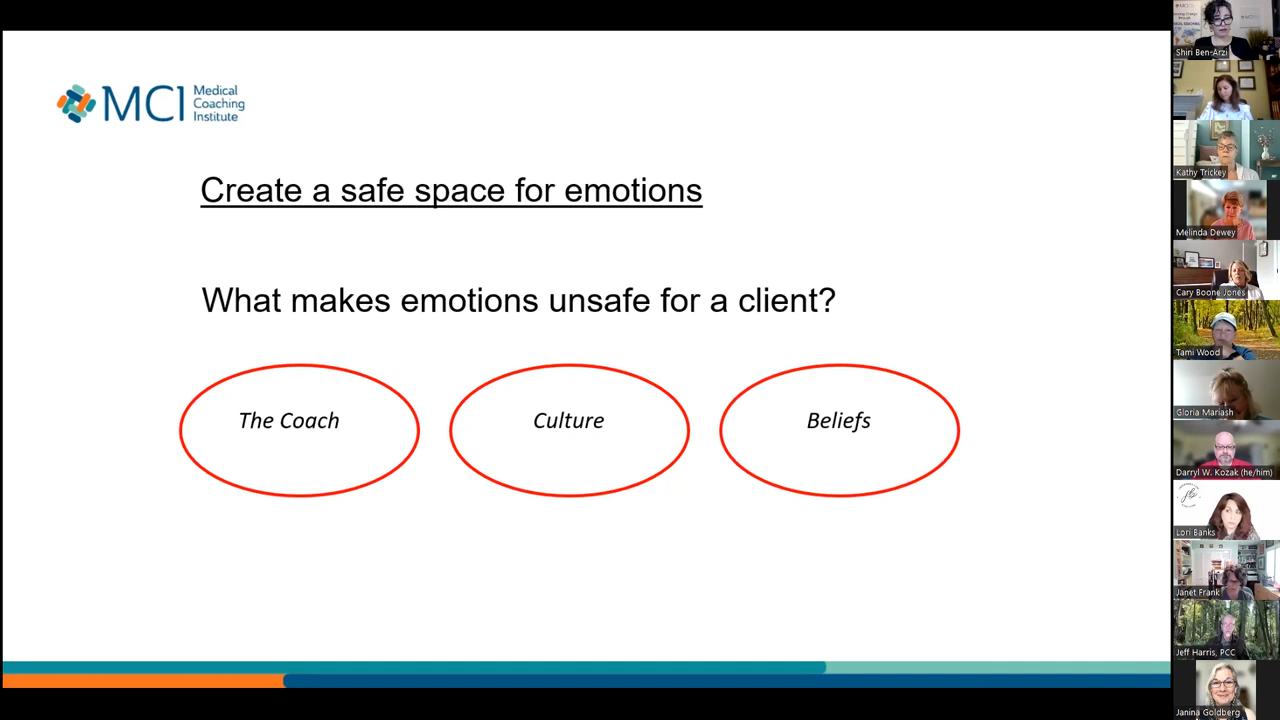 MCI Medical
Coaching
Institute
Create a safe space for emotions
What makes emotions unsafe for a client?
The Coach
Culture
Beliefs
Shiri Ben-Arzi
Kathy Trickey
Melinda Dewey
Cary Boone Jones
Tami Wood
Gloria Mariash
Darryl W. Kozak (he/him)
Lori Banks
Janet Frank
Jeff Harris, PCC
Janina Goldberg